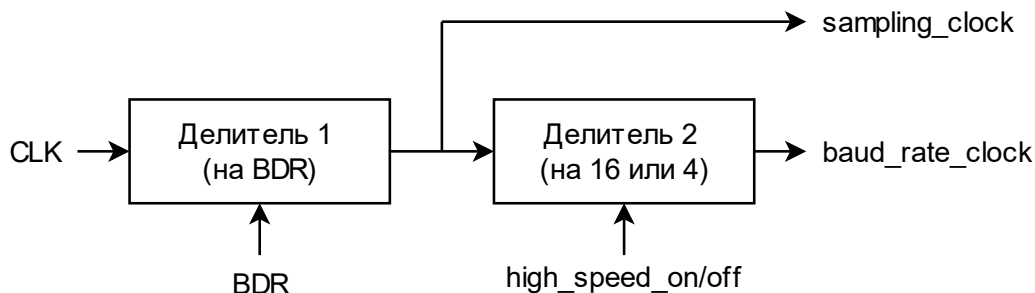 sampling_clock
CLK
Делитель 1
(на BDR)
Делитель 2
(на 16 или 4)
baud_rate_clock
BDR
high_speed_on/off